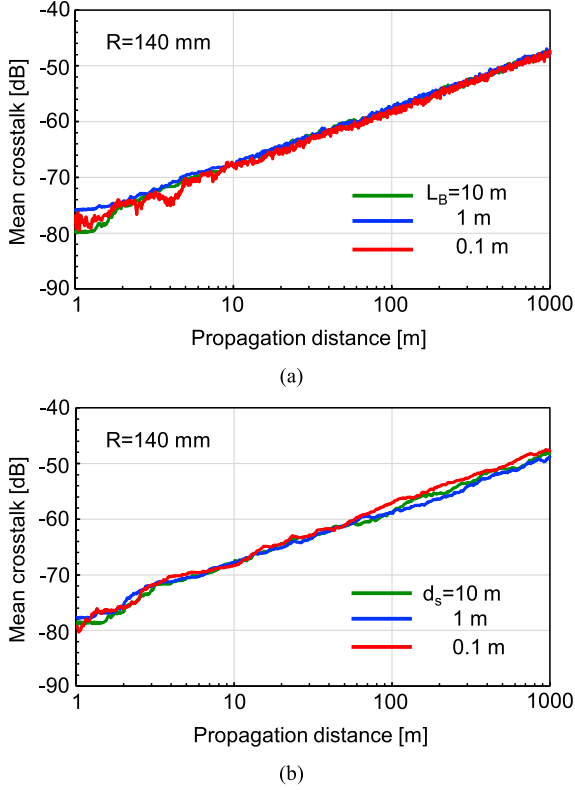 -40
R=140 mm
-50
-60
-70
-80
-90
Mean crosstalk [dB]
L_B=10 m
1 m
0.1 m
1
10
100
1000
Propagation distance [m]
(a)
-40
R=140 mm
-50
-60
-70
-80
-90
Mean crosstalk [dB]
d_s=10 m
1 m
0.1 m
1
10
100
1000
Propagation distance [m]
(b)